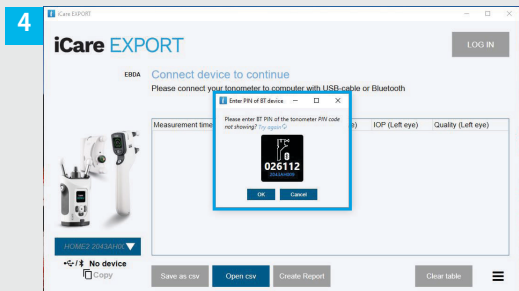 4
iCare EXPORT
iCare EXPORT
LOG IN
EBDA
Connect device to continue
Please connect your tonometer to computer with USB-cable or Bluetooth
Enter PIN of BT device
Please enter BT PIN of the tonometer PIN code
not showing? Try again
026112
2043AH005
OK Cancel
Measurement time e) IOP (Left eye) Quality (Left eye)
HOME2 2043AH00
No device
Copy
Save as csv Open csv Create Report Clear table